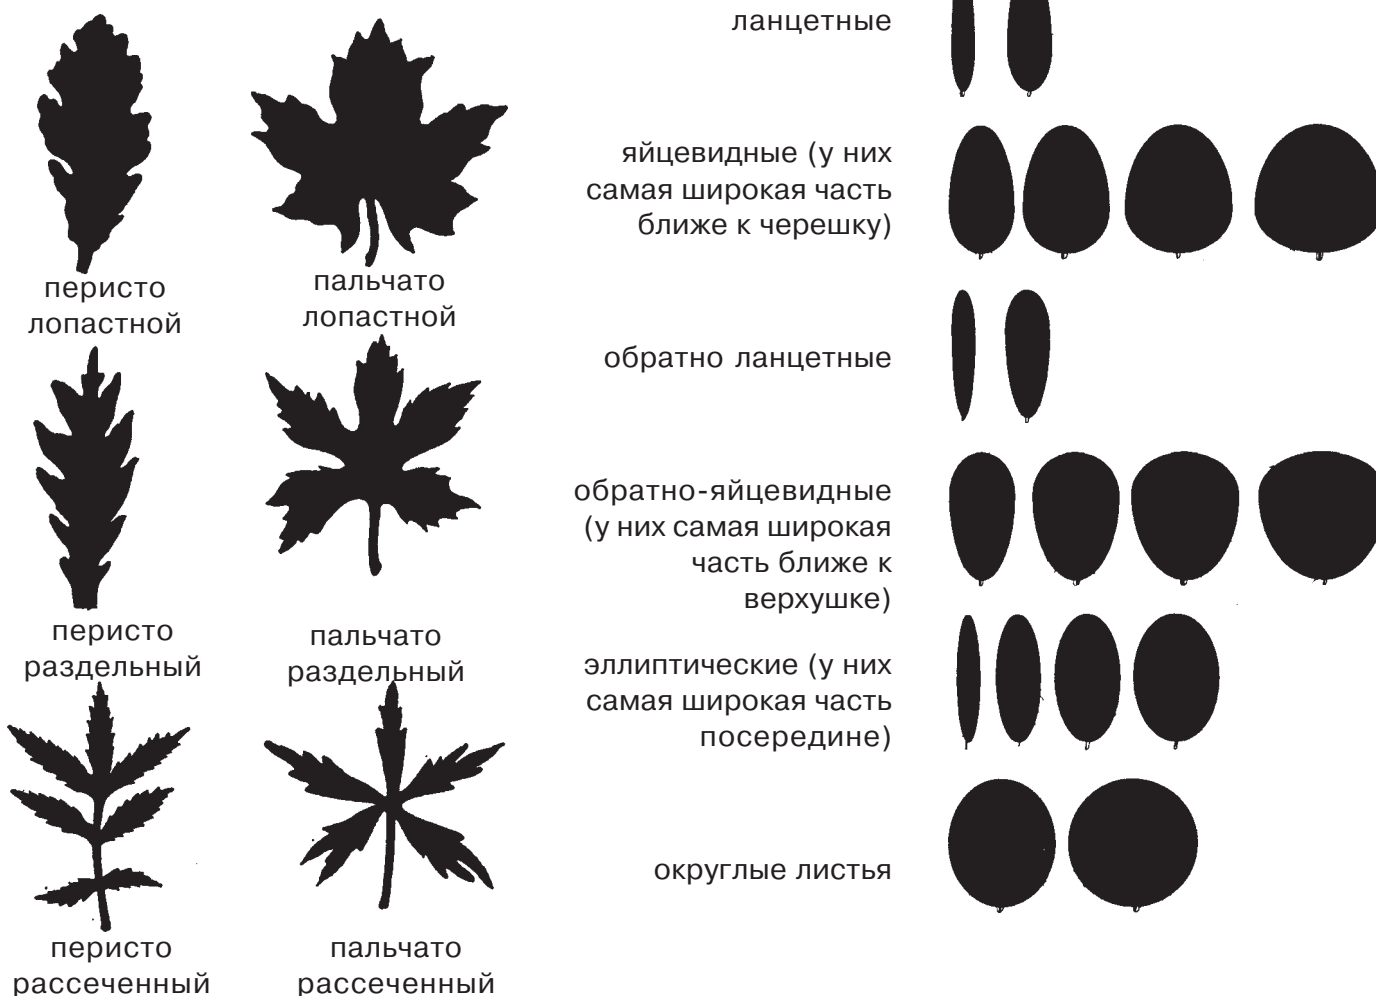 перисто
лопастной
пальчато
лопастной
перисто
раздельный
пальчато
раздельный
перисто
рассеченный
пальчато
рассеченный
ланцетные
яйцевидные (у них
самая широкая часть
ближе к черешку)
обратно ланцетные
обратно-яйцевидные
(у них самая широкая
часть ближе к
верхушке)
эллиптические (у них
самая широкая часть
посередине)
округлые листья